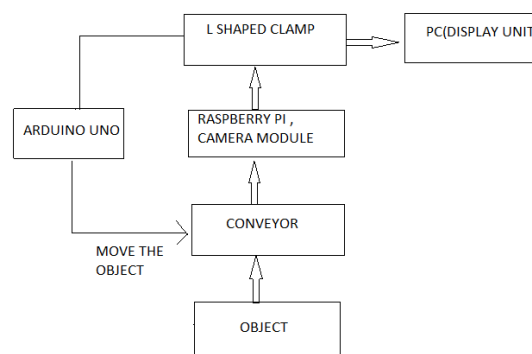 L SHAPED CLAMP
PC(DISPLAY UNIT
ARDUINO UNO
RASPBERRY PI ,
CAMERA MODULE
CONVEYOR
MOVE THE
OBJECT
OBJECT